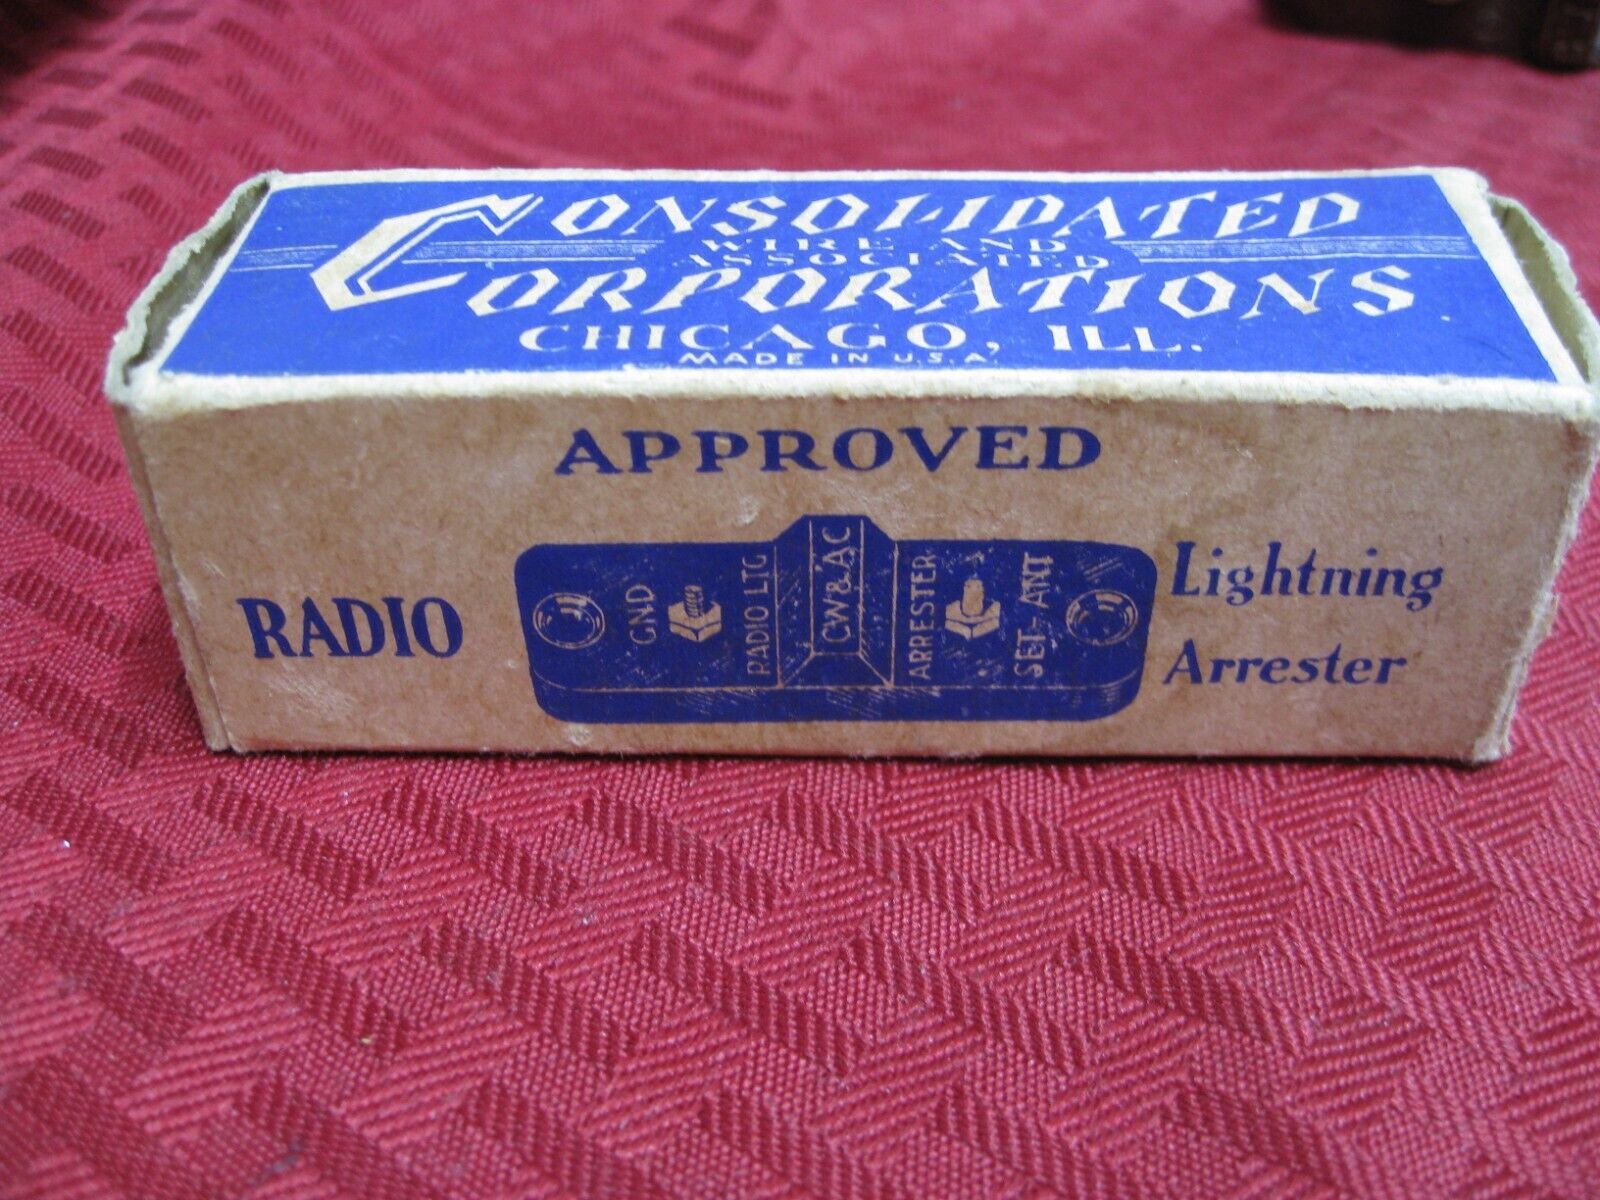 CONSOLIDATED
WIRE AND
ASSOCIATED
CORPORATIONS
CHICAGO, ILL.
MADE IN U.S.A.
APPROVED
RADIO
GND
RADIO LTG
CW&'AC
ARRESTER
SET-ANT
Lightning
Arrester